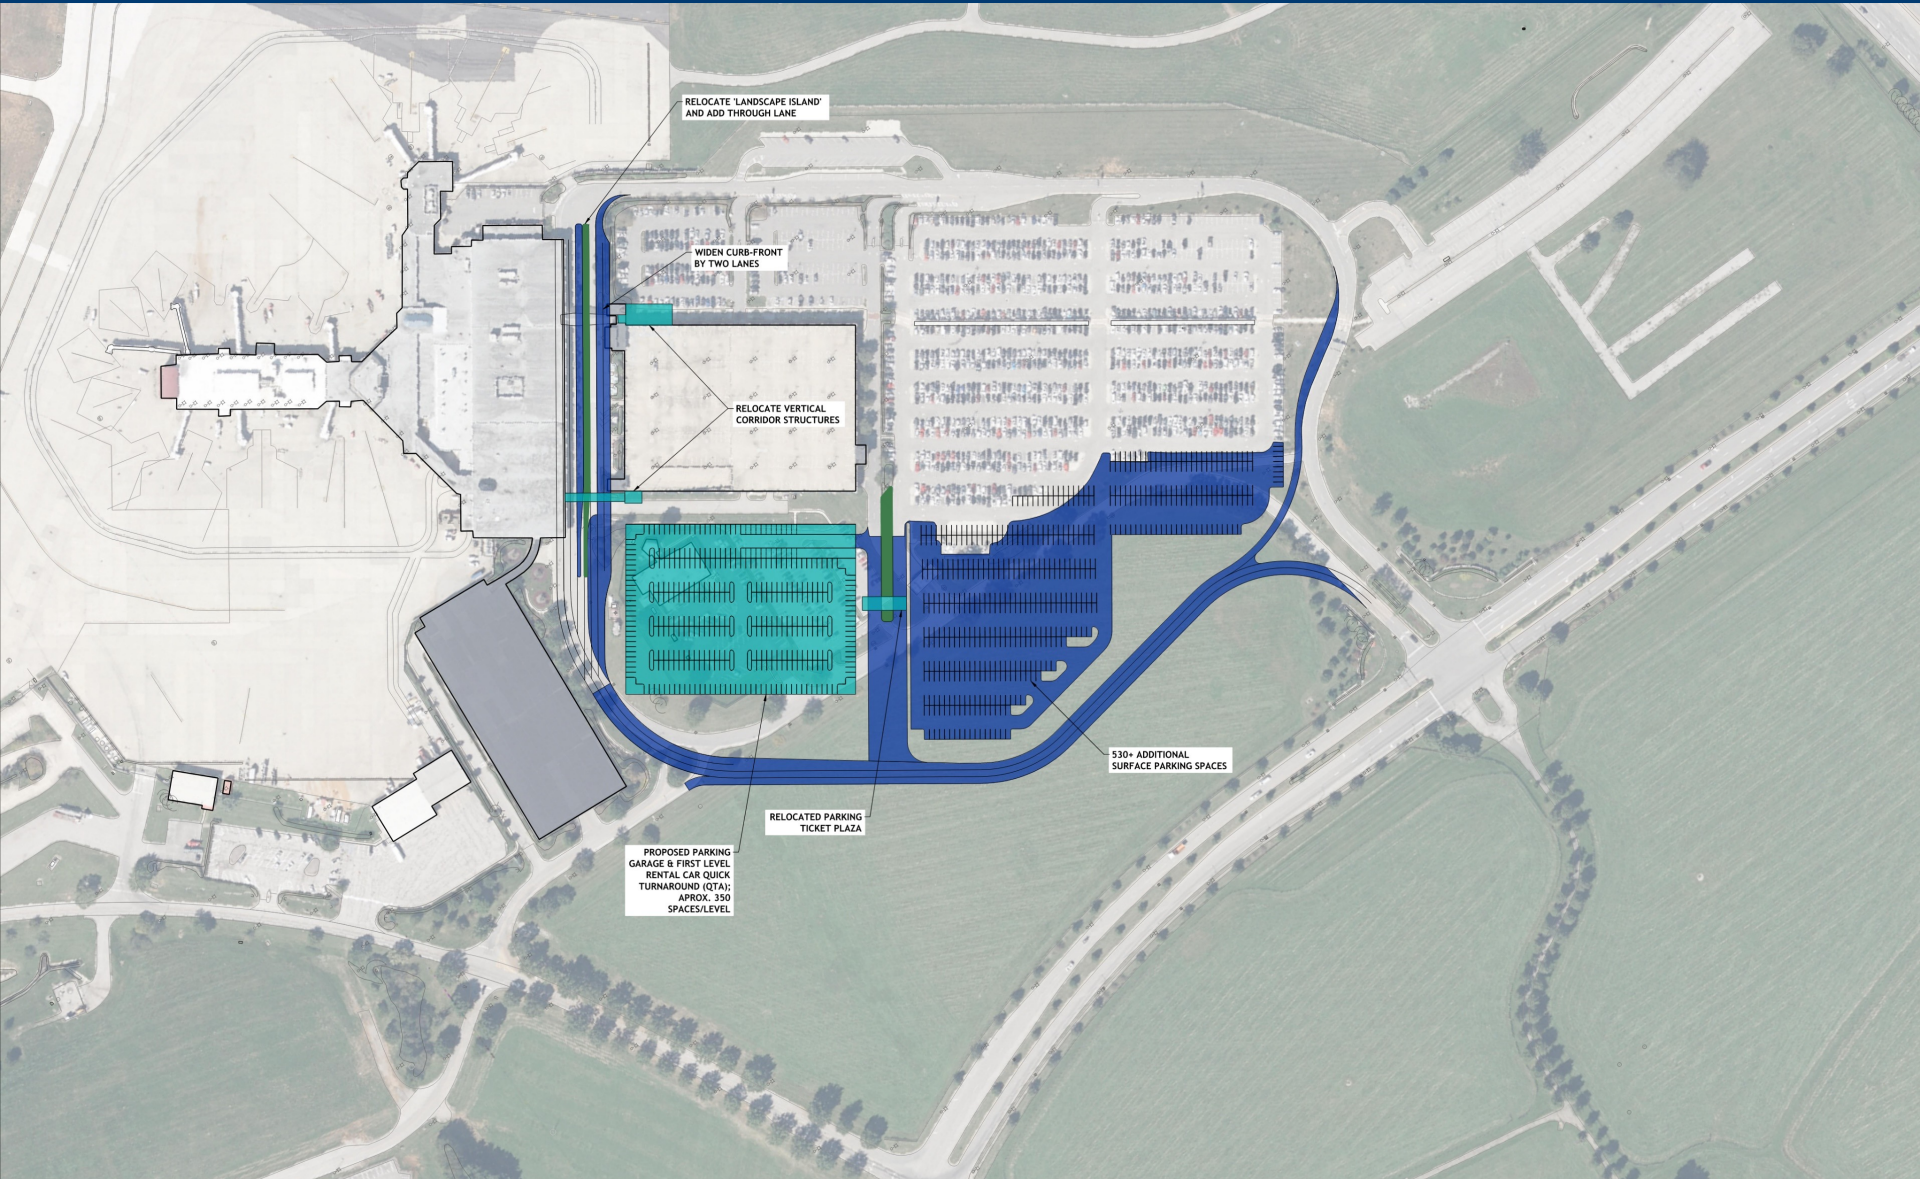 RELOCATE 'LANDSCAPE ISLAND'
AND ADD THROUGH LANE
WIDEN CURB-FRONT
BY TWO LANES
RELOCATE VERTICAL
CORRIDOR STRUCTURES
530+ ADDITIONAL
SURFACE PARKING SPACES
RELOCATED PARKING
TICKET PLAZA
PROPOSED PARKING
GARAGE & FIRST LEVEL
RENTAL CAR QUICK
TURNAROUND (QTA);
APROX. 350
SPACES/LEVEL